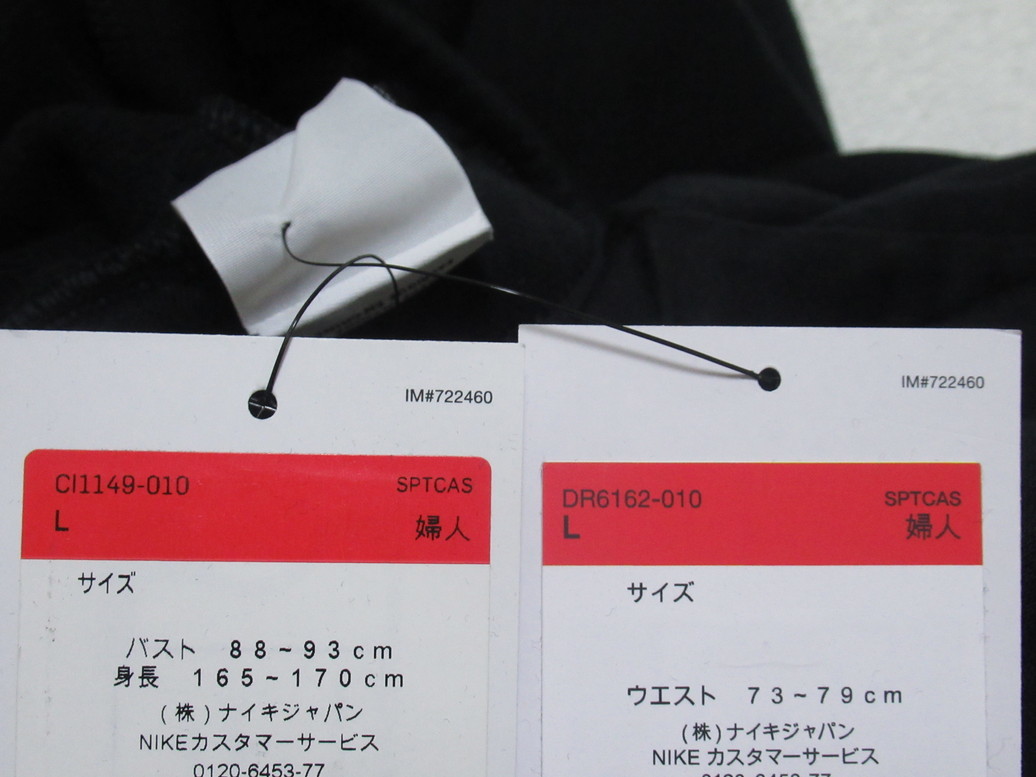 IM#722460
CI1149-010 SPTCAS
L 婦人
サイズ
バスト 88~93cm
身長 165~170cm
(株)ナイキジャパン
NIKEカスタマーサービス
0120-6453-77
IM#722460
DR6162-010 SPTCAS
L 婦人
サイズ
ウエスト 73~79cm
(株)ナイキジャパン
NIKE カスタマーサービス
0120-6453-77